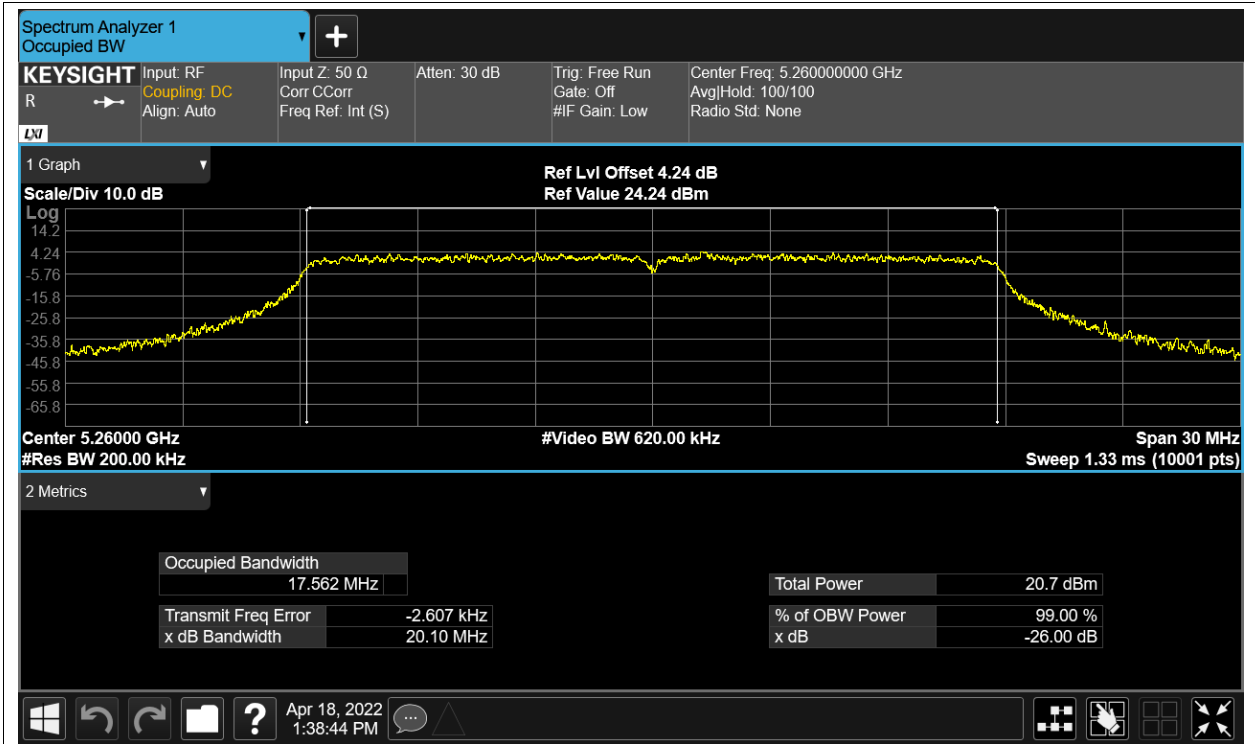 Spectrum Analyzer 1
Occupied BW
KEYSIGHT
R
LXI
Input: RF
Coupling: DC
Align: Auto
Input Z: 50 Ω
Corr CCorr
Freq Ref: Int (S)
Atten: 30 dB
Trig: Free Run
Gate: Off
#IF Gain: Low
Center Freq: 5.260000000 GHz
Avg|Hold: 100/100
Radio Std: None
1 Graph
Scale/Div 10.0 dB
Ref Lvl Offset 4.24 dB
Ref Value 24.24 dBm
Log
14.2
4.24
-5.76
-15.8
-25.8
-35.8
-45.8
-55.8
-65.8
Center 5.26000 GHz
#Video BW 620.00 kHz
Span 30 MHz
#Res BW 200.00 kHz
Sweep 1.33 ms (10001 pts)
2 Metrics
Occupied Bandwidth
17.562 MHz
Total Power 20.7 dBm
Transmit Freq Error -2.607 kHz
% of OBW Power 99.00 %
x dB Bandwidth 20.10 MHz
x dB -26.00 dB
Apr 18, 2022
1:38:44 PM